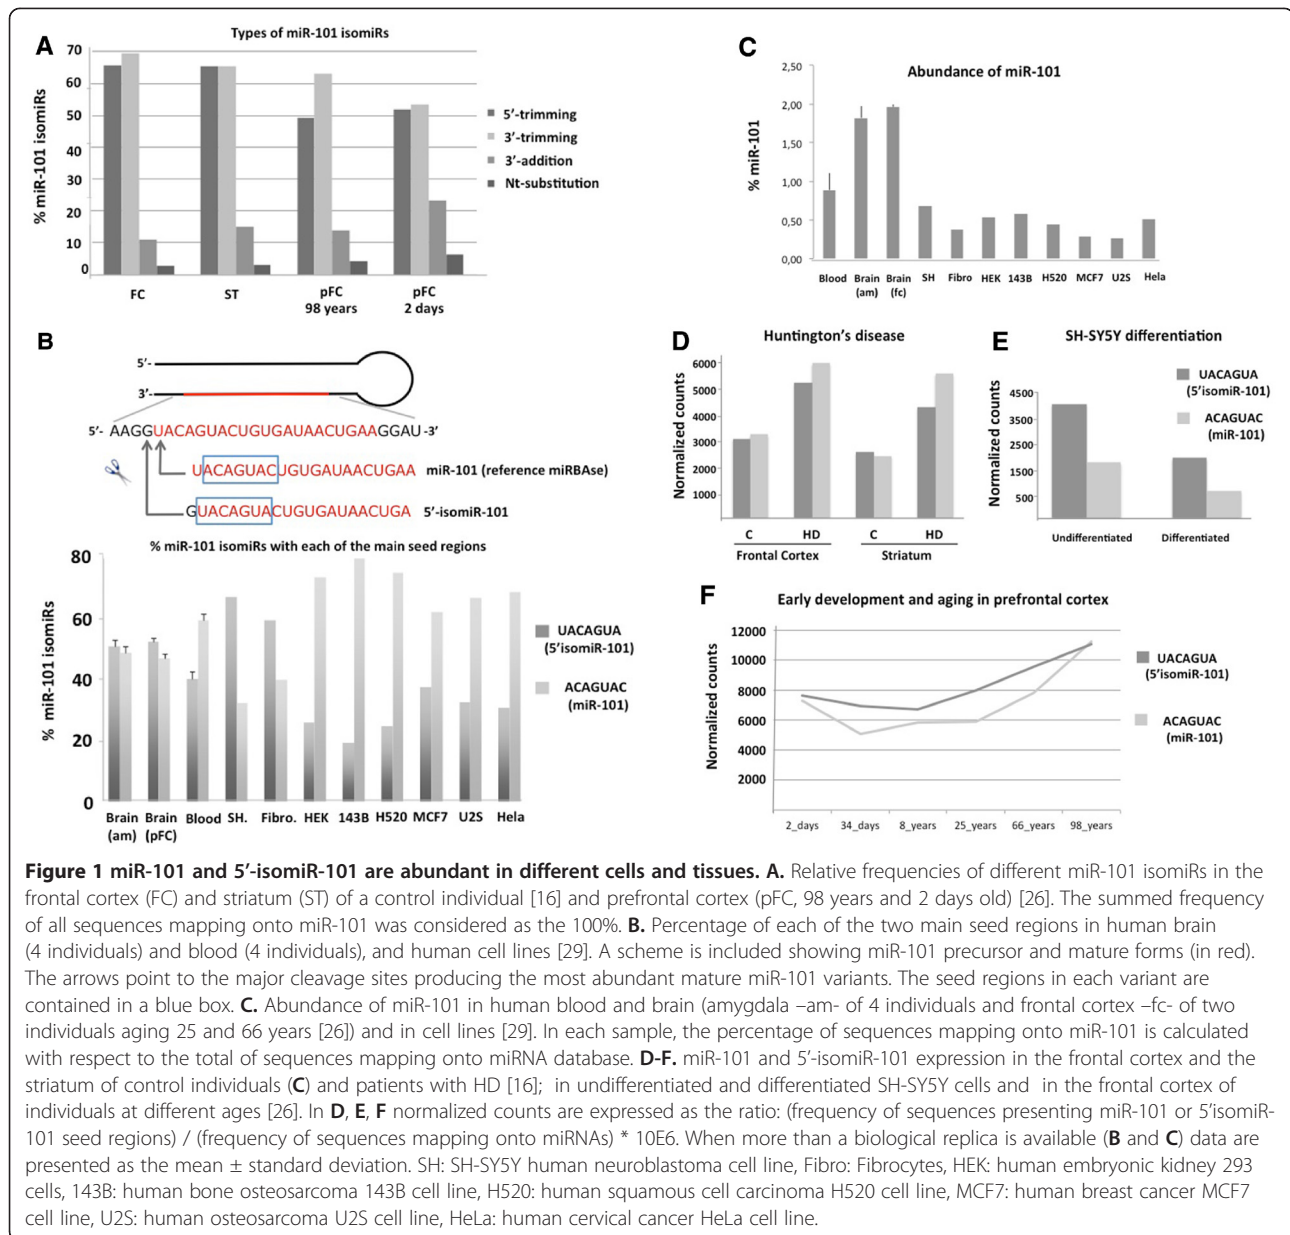 A
Types of miR-101 isomiRs
% miR-101 isomiRs
70
60
50
40
30
20
10
0
FC
ST
pFC
98 years
pFC
2 days
5’-trimming
3’-trimming
3’-addition
Nt-substitution
B
5’-
3’-
5’- AAGGUACAGUACUGUGAUAACUGAAGGAU -3’
UACAGUACUGUGAUAACUGAA miR-101 (reference miRBAse)
GUACAGUACUGUGAUAACUGA 5’-isomiR-101
% miR-101 isomiRs with each of the main seed regions
% miR-101 isomiRs
80
60
40
20
0
Brain
(am)
Brain
(pFC)
Blood
SH.
Fibro.
HEK
143B
H520
MCF7
U2S
Hela
UACAGUA
(5’isomiR-101)
ACAGUAC
(miR-101)
C
Abundance of miR-101
% miR-101
2,50
2,00
1,00
0,50
0,00
Blood
Brain
(am)
Brain
(fc)
SH
Fibro
HEK
143B
H520
MCF7
U2S
Hela
D
Huntington’s disease
Normalized counts
6000
5000
4000
3000
2000
1000
C
HD
C
HD
Frontal Cortex
Striatum
E
SH-SY5Y differentiation
UACAGUA
(5’isomiR-101)
ACAGUAC
(miR-101)
Normalized counts
4500
3500
2500
1500
500
Undifferentiated
Differentiated
F
Early development and aging in prefrontal cortex
Normalized counts
12000
10000
8000
6000
4000
2000
2_days
34_days
8_years
25_years
66_years
98_years
UACAGUA
(5’isomiR-101)
ACAGUAC
(miR-101)
Figure 1 miR-101 and 5’-isomiR-101 are abundant in different cells and tissues. A. Relative frequencies of different miR-101 isomiRs in the
frontal cortex (FC) and striatum (ST) of a control individual [16] and prefrontal cortex (pFC, 98 years and 2 days old) [26]. The summed frequency
of all sequences mapping onto miR-101 was considered as the 100%. B. Percentage of each of the two main seed regions in human brain
(4 individuals) and blood (4 individuals), and human cell lines [29]. A scheme is included showing miR-101 precursor and mature forms (in red).
The arrows point to the major cleavage sites producing the most abundant mature miR-101 variants. The seed regions in each variant are
contained in a blue box. C. Abundance of miR-101 in human blood and brain (amygdala –am- of 4 individuals and frontal cortex –fc- of two
individuals aging 25 and 66 years [26]) and in cell lines [29]. In each sample, the percentage of sequences mapping onto miR-101 is calculated
with respect to the total of sequences mapping onto miRNA database. D-F. miR-101 and 5’-isomiR-101 expression in the frontal cortex and the
striatum of control individuals (C) and patients with HD [16]; in undifferentiated and differentiated SH-SY5Y cells and in the frontal cortex of
individuals at different ages [26]. In D, E, F normalized counts are expressed as the ratio: (frequency of sequences presenting miR-101 or 5’isomiR-
101 seed regions) / (frequency of sequences mapping onto miRNAs) * 10E6. When more than a biological replica is available (B and C) data are
presented as the mean ± standard deviation. SH: SH-SY5Y human neuroblastoma cell line, Fibro: Fibrocytes, HEK: human embryonic kidney 293
cells, 143B: human bone osteosarcoma 143B cell line, H520: human squamous cell carcinoma H520 cell line, MCF7: human breast cancer MCF7
cell line, U2S: human osteosarcoma U2S cell line, HeLa: human cervical cancer HeLa cell line.